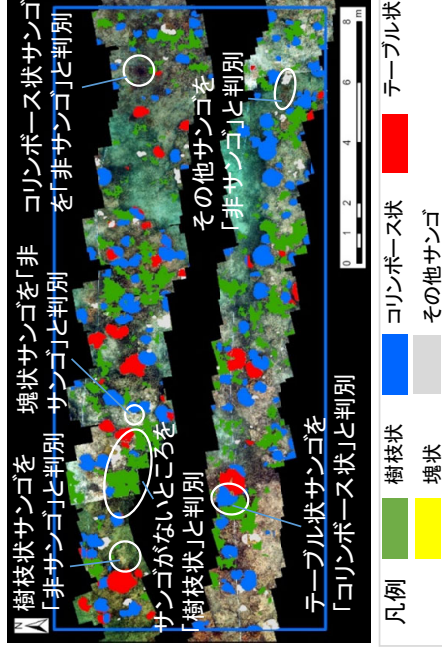 N
樹枝状サンゴを
「非サンゴ」と判別
塊状サンゴを「非
サンゴ」と判別
コリンボース状サンゴ
を「非サンゴ」と判別
サンゴがないところを
「樹枝状」と判別
その他サンゴを
「非サンゴ」と判別
テーブル状サンゴを
「コリンボース状」と判別
0 1 2 4 6 8
m
凡例
樹枝状
コリンボース状
テーブル状
塊状
その他サンゴ